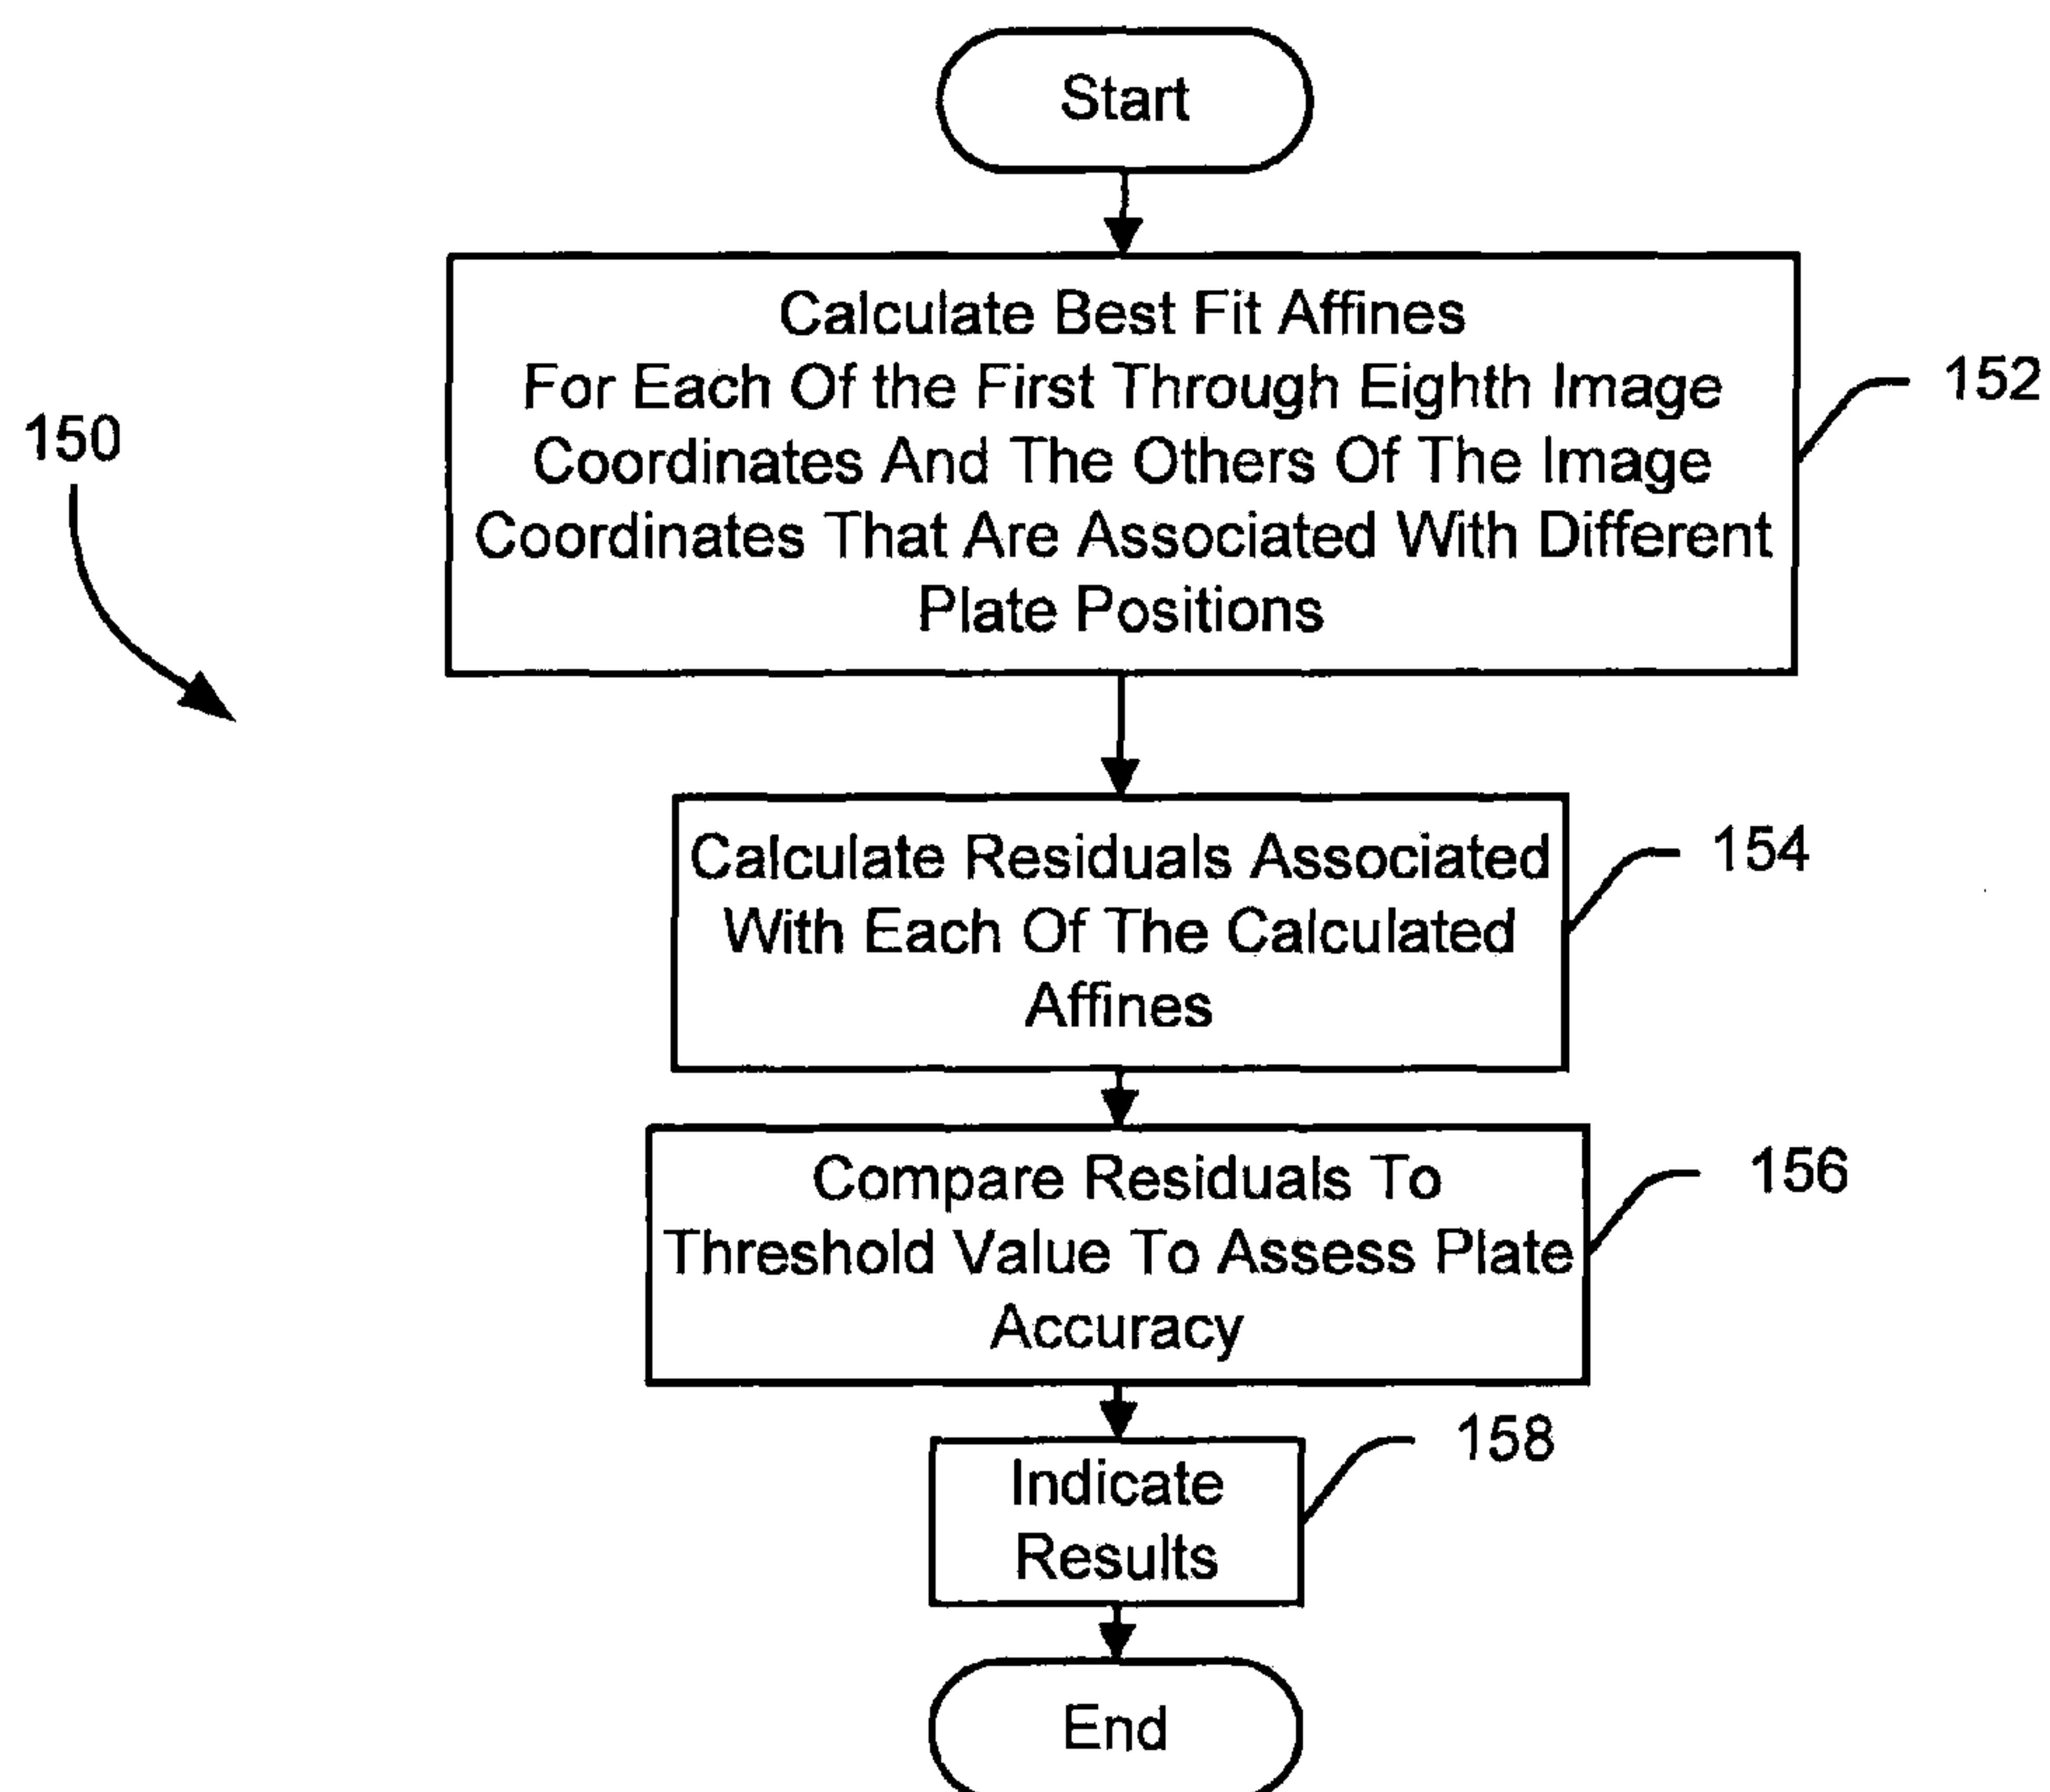 Start
Calculate Best Fit Affines
For Each Of the First Through Eighth Image
Coordinates And The Others Of The Image
Coordinates That Are Associated With Different
Plate Positions
152
150
Calculate Residuals Associated
With Each Of The Calculated
Affines
154
Compare Residuals To
Threshold Value To Assess Plate
Accuracy
156
Indicate
Results
158
End